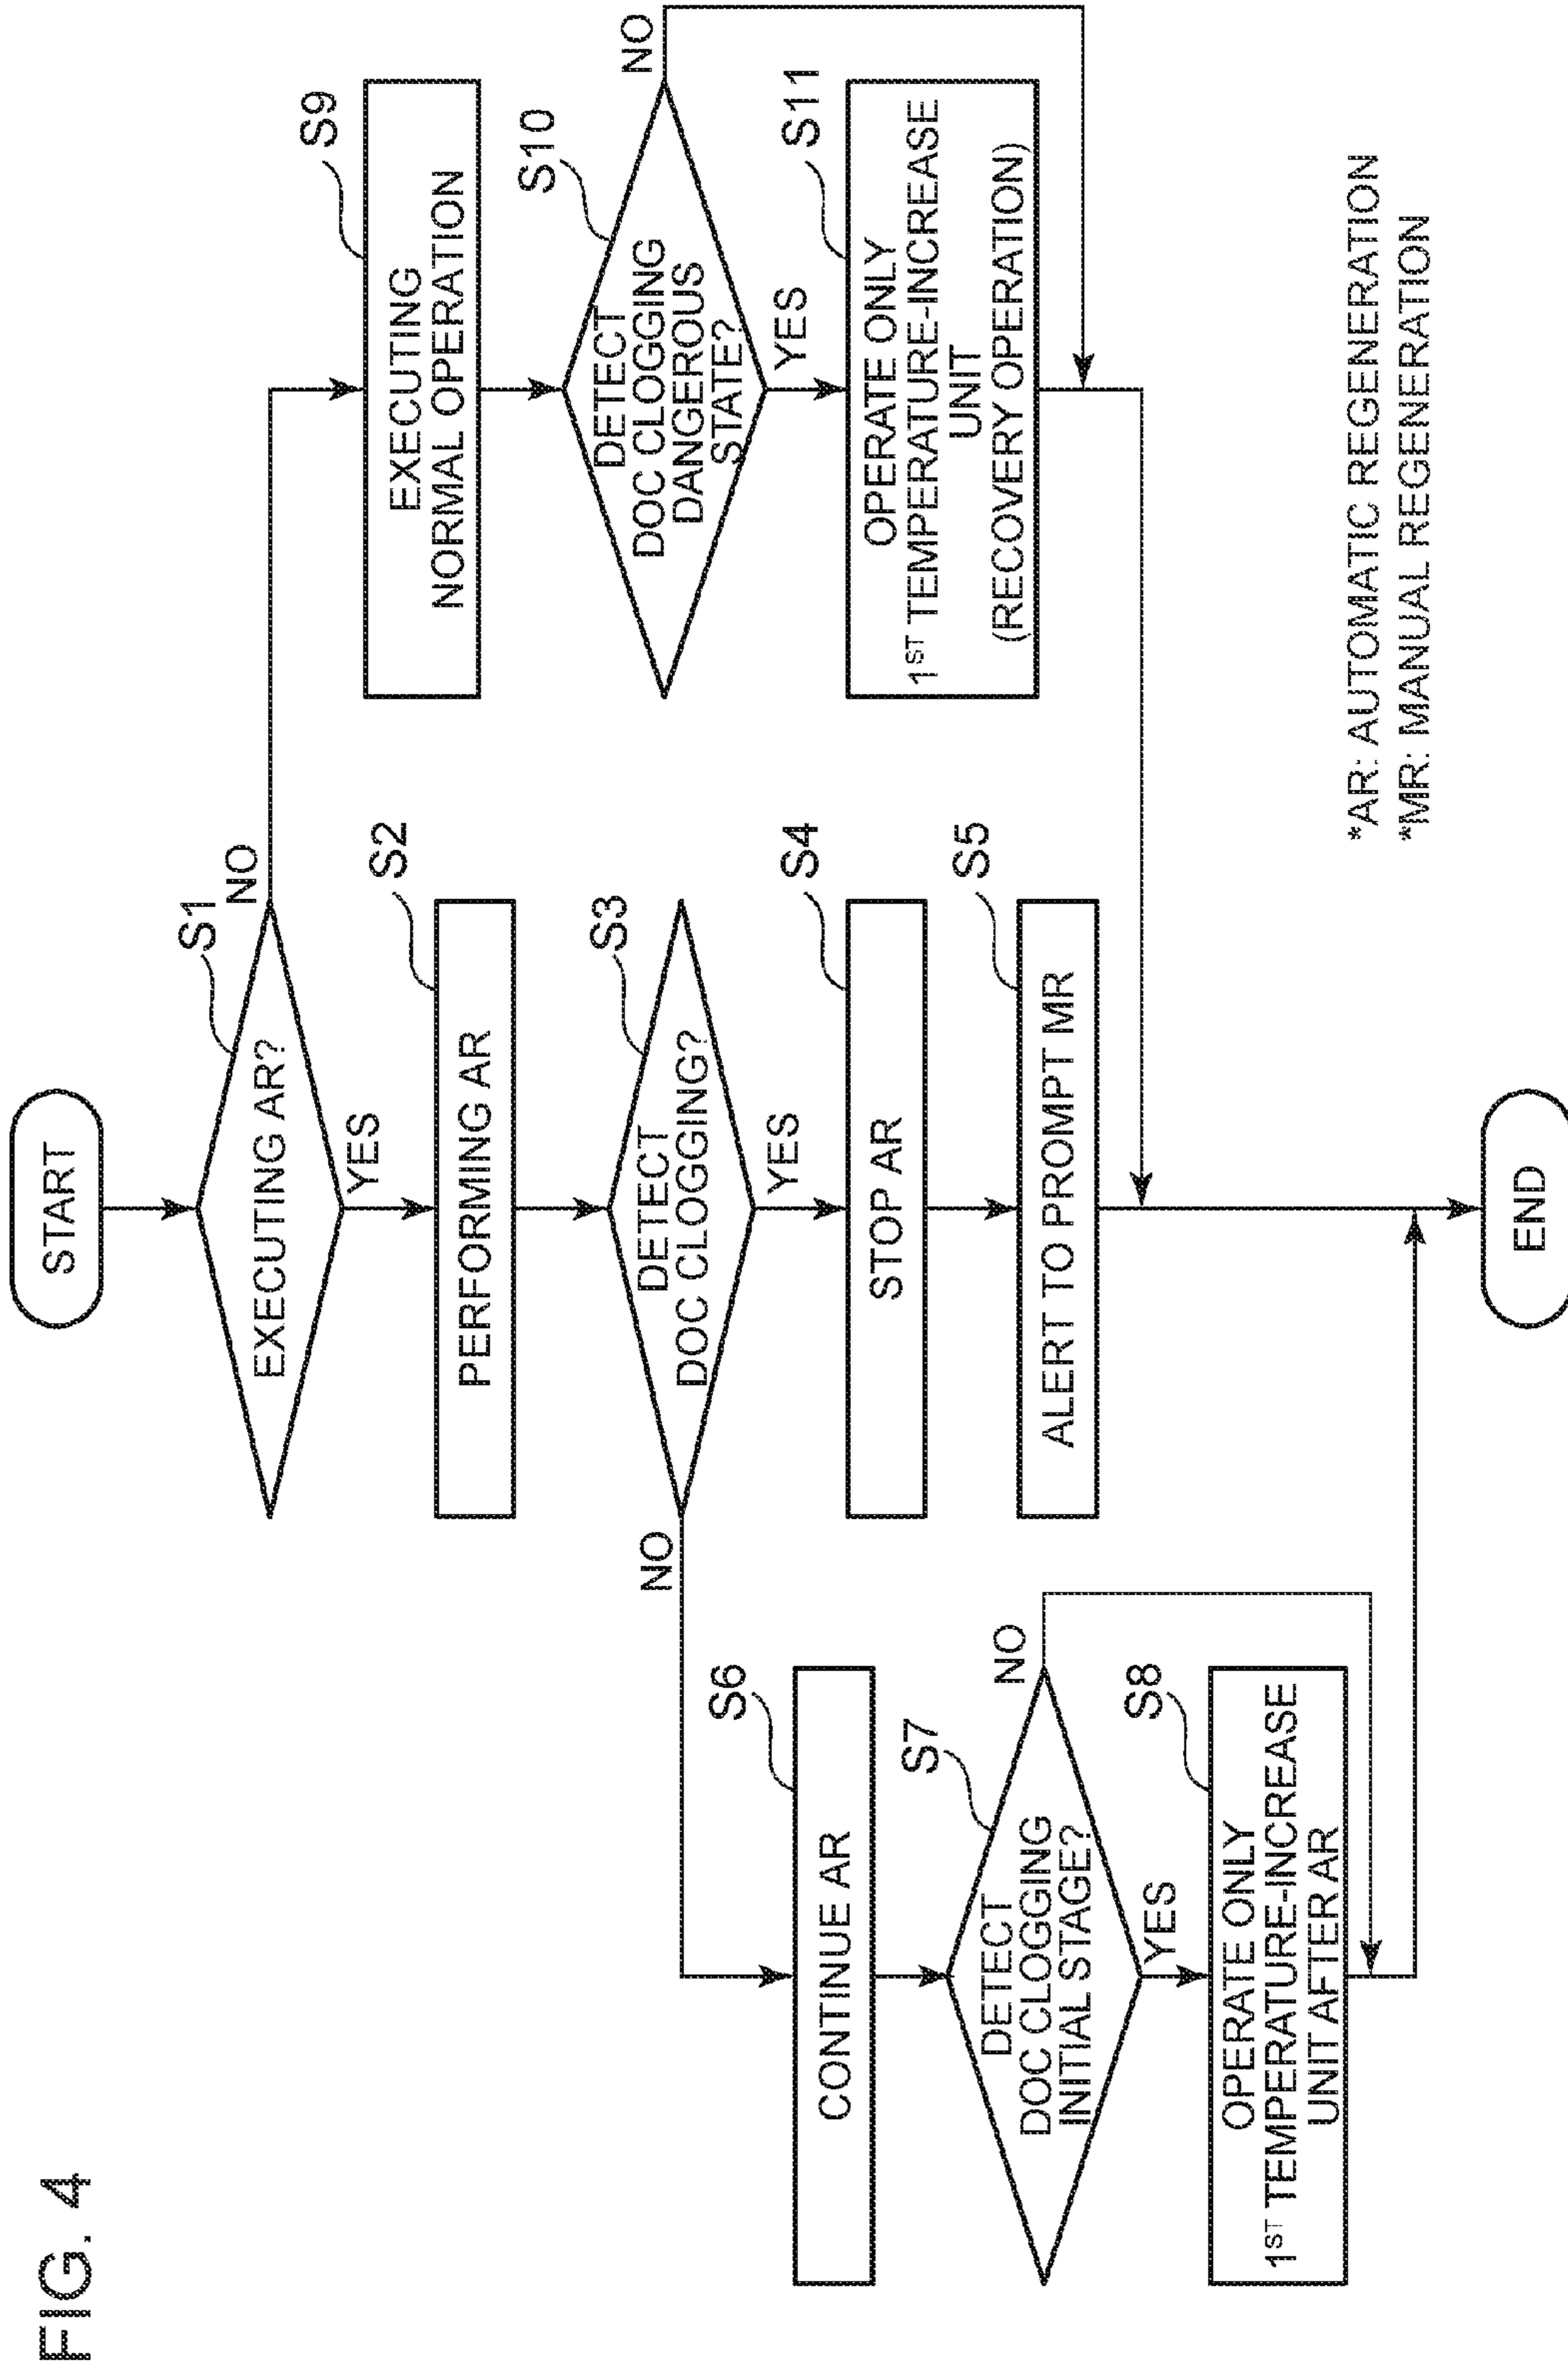 FIG. 4
START
S1
EXECUTING AR?
NO
YES
S2
PERFORMING AR
S3
DETECT
DOC CLOGGING?
NO
YES
S4
STOP AR
S5
ALERT TO PROMPT MR
S6
CONTINUE AR
S7
DETECT
DOC CLOGGING
INITIAL STAGE?
NO
YES
S8
OPERATE ONLY
1ST TEMPERATURE-INCREASE
UNIT AFTER AR
S9
EXECUTING
NORMAL OPERATION
S10
DETECT
DOC CLOGGING
DANGEROUS
STATE?
NO
YES
S11
OPERATE ONLY
1ST TEMPERATURE-INCREASE
UNIT
(RECOVERY OPERATION)
END
*AR: AUTOMATIC REGENERATION
*MR: MANUAL REGENERATION